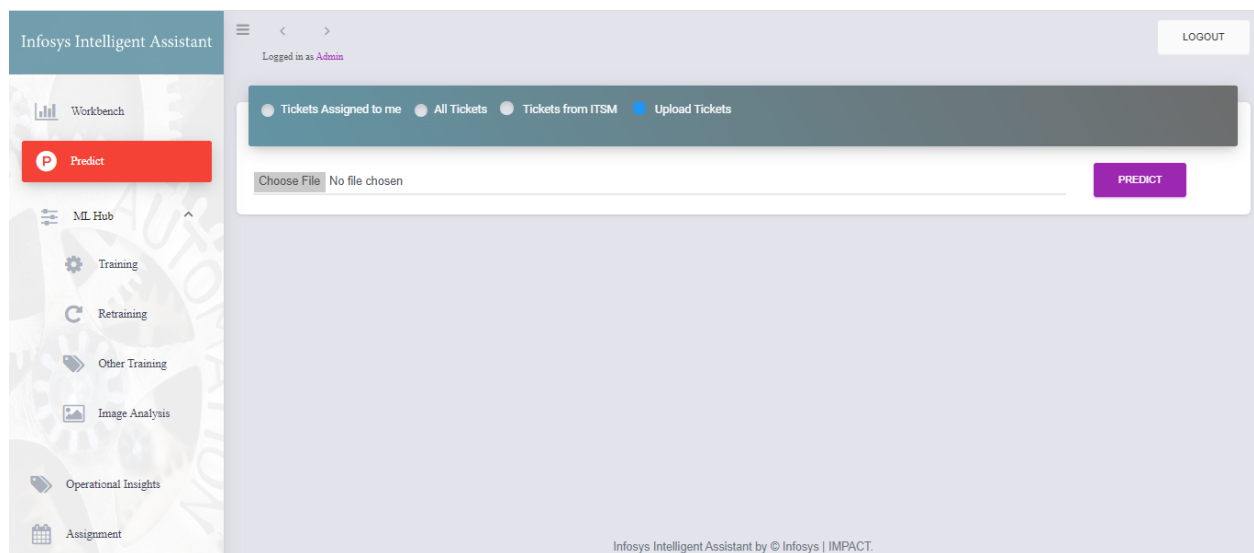 Infosys Intelligent Assistant
Logged in as Admin
LOGOUT
Workbench
Predict
ML Hub
Training
Retraining
Other Training
Image Analysis
Operational Insights
Assignment
Tickets Assigned to me All Tickets Tickets from ITSM Upload Tickets
Choose File No file chosen
PREDICT
AUTOMATION
Infosys Intelligent Assistant by © Infosys | IMPACT.